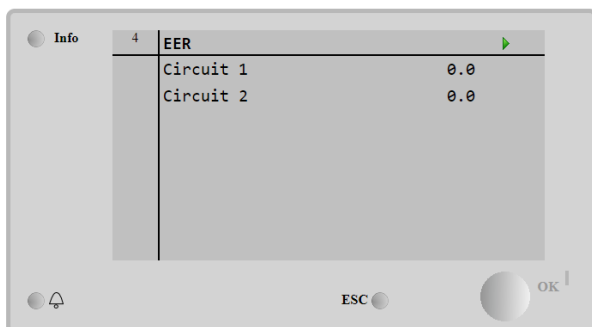 Info
4 EER
Circuit 1 0.0
Circuit 2 0.0
ESC
OK